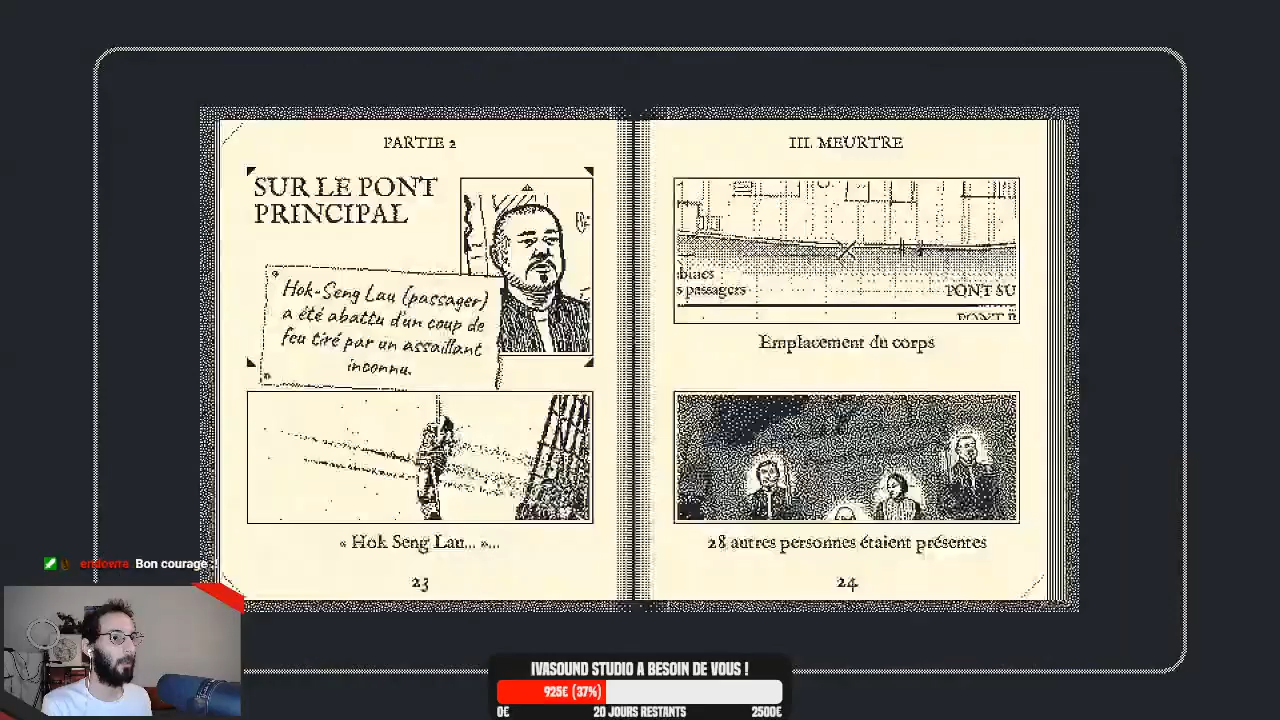 PARTIE 2
SUR LE PONT
PRINCIPAL
Hok-Seng Lau (passager)
a été abattu d'un coup de
feu tiré par un assaillant
inconnu.
« Hok Seng Lau... »...
23
III. MEURTRE
s passagers
PONT SU
Emplacement du corps
28 autres personnes étaient présentes
24
Bon courage :
IVASOUND STUDIO A BESOIN DE VOUS !
925€ (37%)
0€ 20 JOURS RESTANTS 2500€